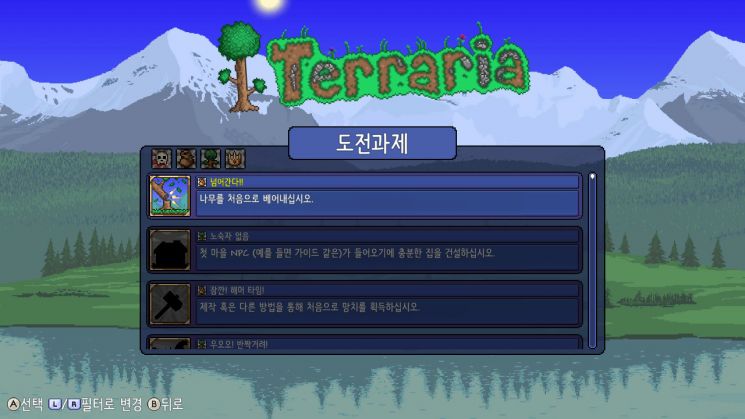 Terraria
도전과제
넘어간다!!
나무를 처음으로 베어내십시오.
노숙자 없음
첫 마을 NPC (예를 들면 가이드 같은)가 들어오기에 충분한 집을 건설하십시오.
잠깐! 해머 타임!
제작 혹은 다른 방법을 통해 처음으로 망치를 획득하십시오.
우오오! 반짝거려!
A선택 L/R필터로 변경 B뒤로